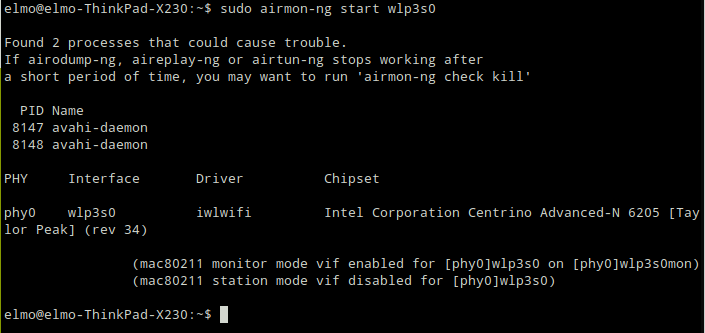 elmo@elmo-ThinkPad-X230:~$ sudo airmon-ng start wlp3s0
Found 2 processes that could cause trouble.
If airodump-ng, aireplay-ng or airtun-ng stops working after
a short period of time, you may want to run 'airmon-ng check kill'
PID Name
8147 avahi-daemon
8148 avahi-daemon
PHY Interface Driver Chipset
phy0 wlp3s0 iwlwifi Intel Corporation Centrino Advanced-N 6205 [Tay
lor Peak] (rev 34)
(mac80211 monitor mode vif enabled for [phy0]wlp3s0 on [phy0]wlp3s0mon)
(mac80211 station mode vif disabled for [phy0]wlp3s0)
elmo@elmo-ThinkPad-X230:~$